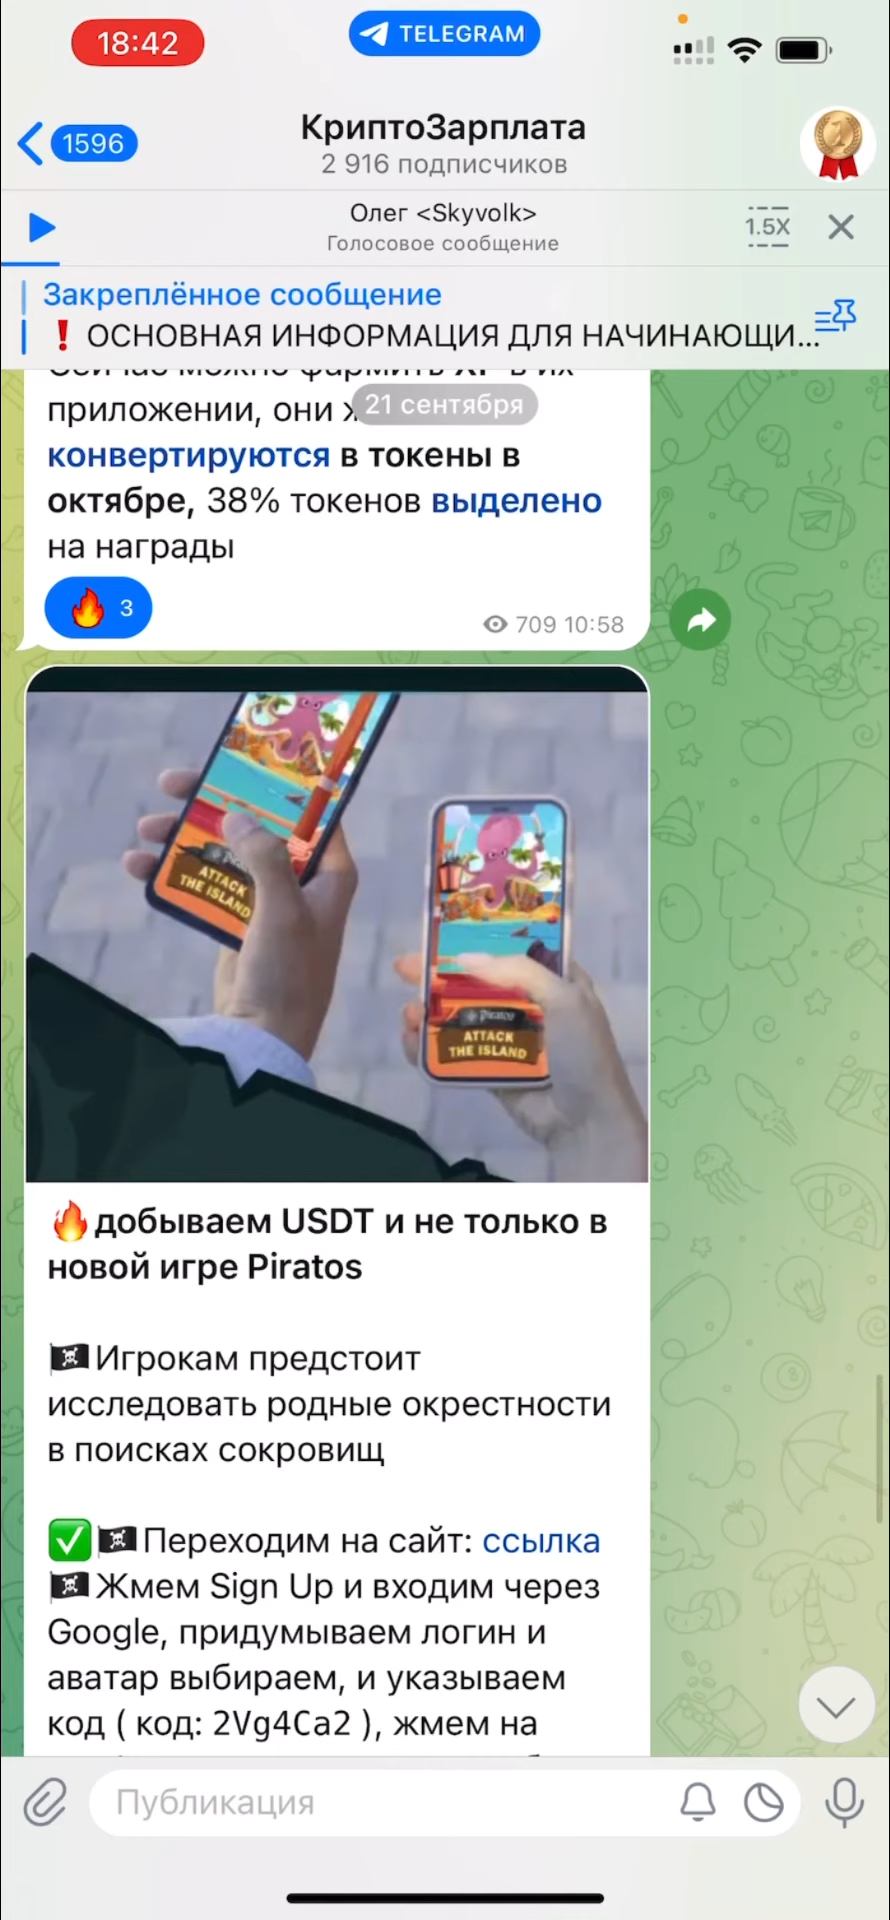 18:42
TELEGRAM
1596
КриптоЗарплата
2 916 подписчиков
Олег <Skyvolk>
Голосовое сообщение
1.5X
Закреплённое сообщение
❗ ОСНОВНАЯ ИНФОРМАЦИЯ ДЛЯ НАЧИНАЮЩИ...
21 сентября
приложении, они
конвертируются в токены в
октябре, 38% токенов выделено
на награды
🔥 3
709 10:58
ATTACK
THE ISLAND
Piratos
ATTACK
THE ISLAND
🔥добываем USDT и не только в
новой игре Piratos
🏴‍☠️Игрокам предстоит
исследовать родные окрестности
в поисках сокровищ
✅🏴‍☠️Переходим на сайт: ссылка
🏴‍☠️Жмем Sign Up и входим через
Google, придумываем логин и
аватар выбираем, и указываем
код ( код: 2Vg4Ca2 ), жмем на
Публикация